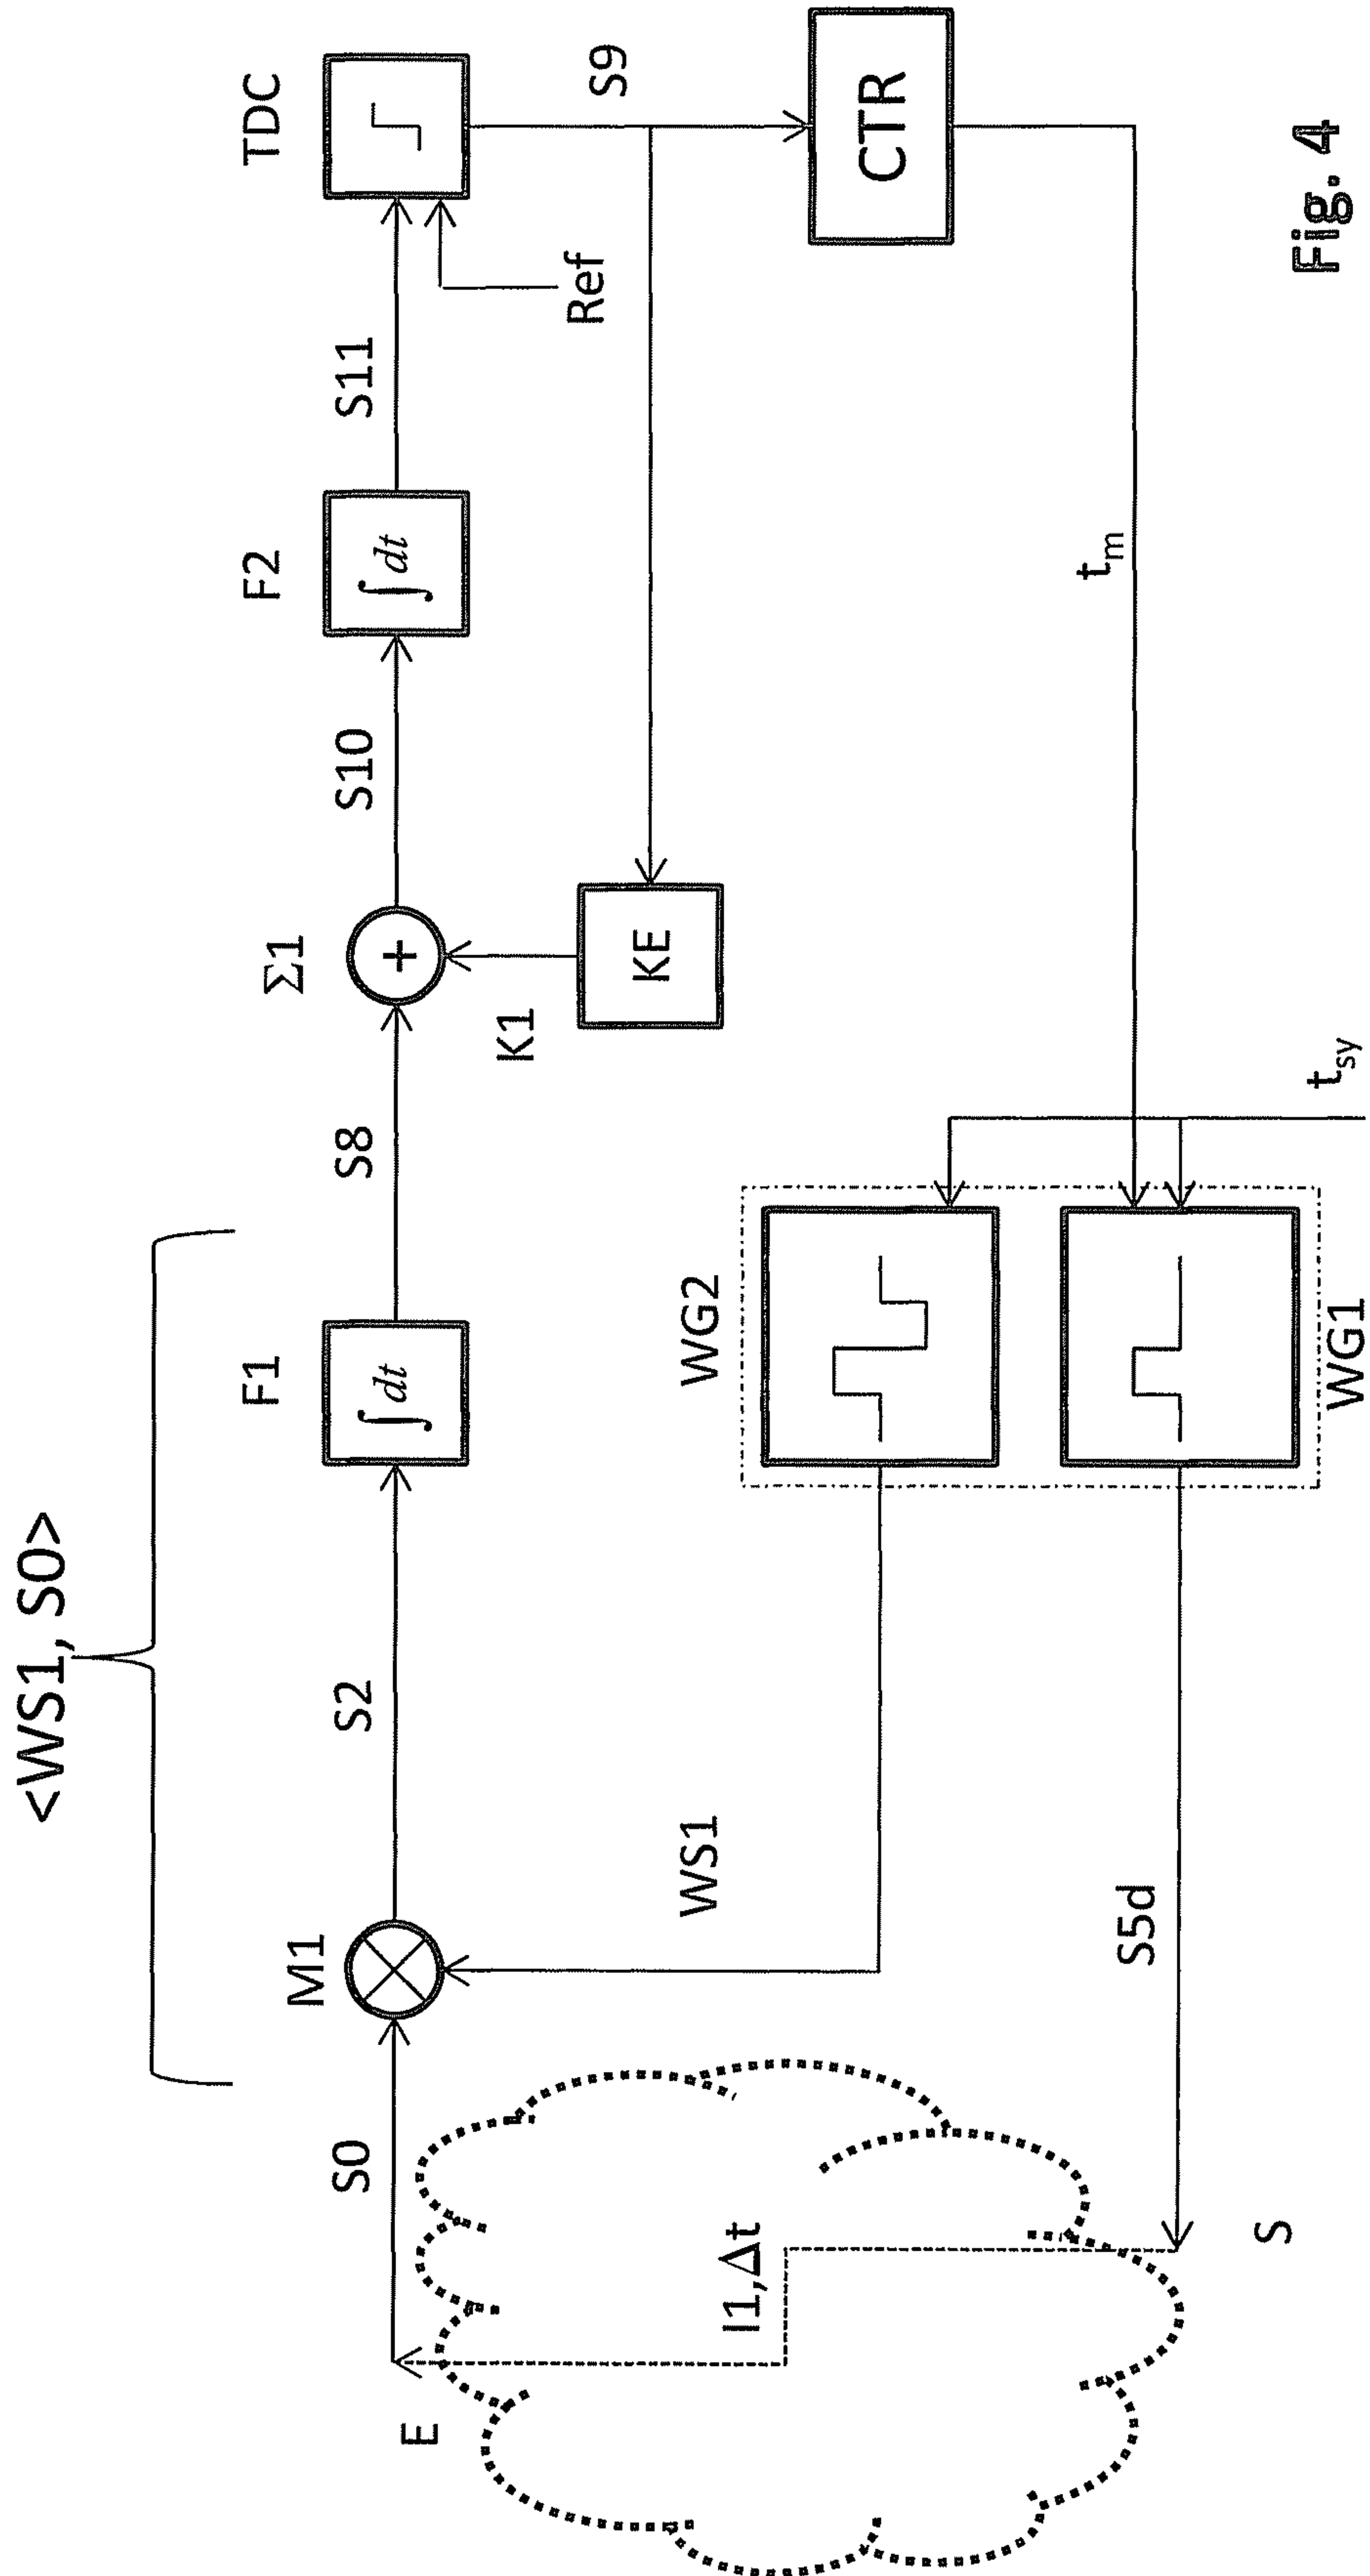 <WS1, S0>
M1
F1
Σ1
F2
TDC
S0
S2
S8
S10
S11
∫ dt
+
∫ dt
K1
Ref
S9
KE
WS1
WG2
CTR
E
I1,Δt
S5d
t_m
S
WG1
t_sy
Fig. 4